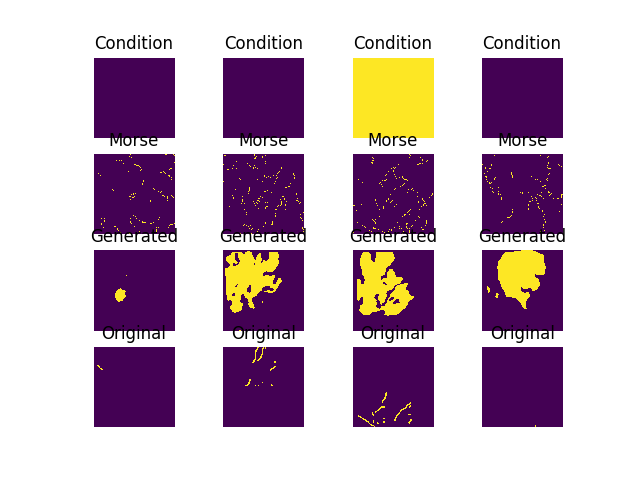 Condition Condition Condition Condition
Morse Morse Morse Morse
Generated Generated Generated Generated
Original Original Original Original